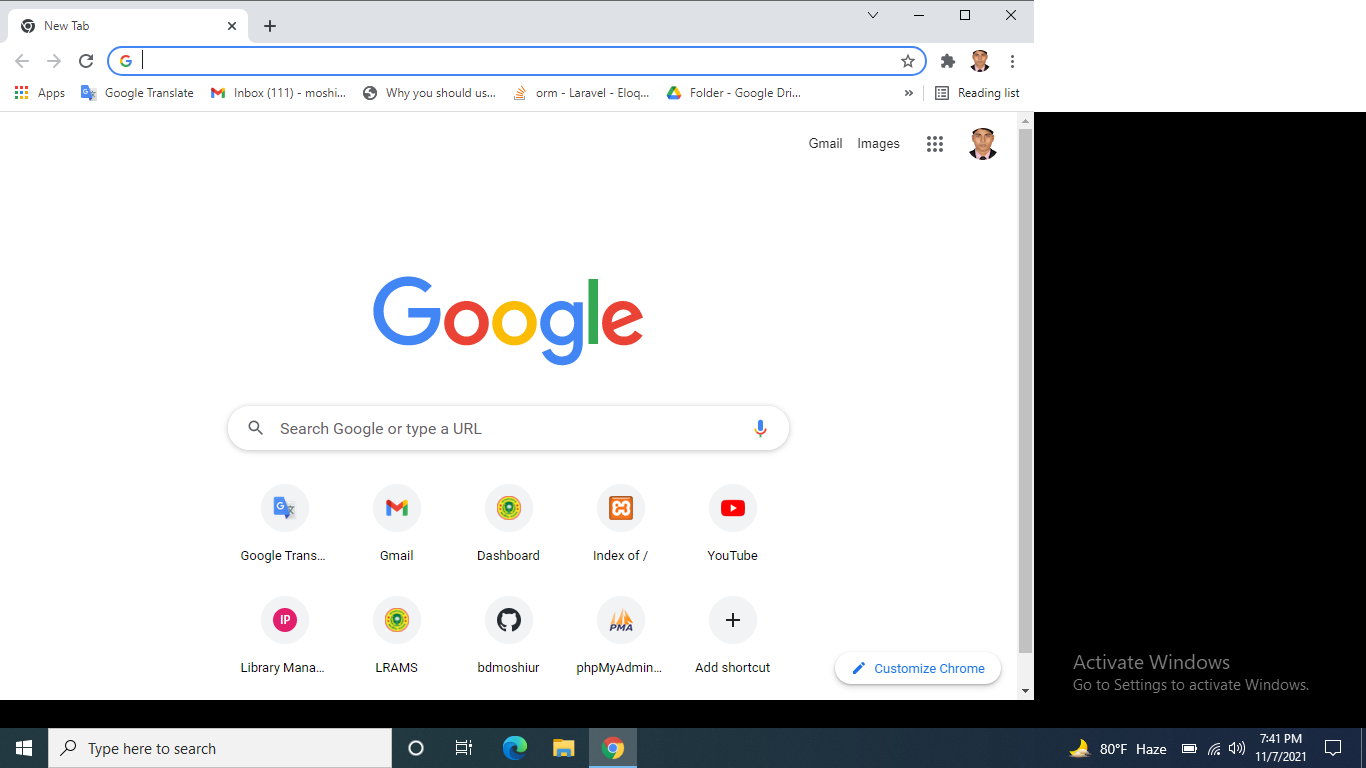 New Tab
Apps
Google Translate
Inbox (111) - moshi...
Why you should us...
orm - Laravel - Eloq...
Folder - Google Dri...
»
Reading list
Gmail
Images
Google
Search Google or type a URL
Google Trans...
Gmail
Dashboard
Index of /
YouTube
IP
PMA
Library Mana...
LRAMS
bdmoshiur
phpMyAdmin...
Add shortcut
Customize Chrome
Activate Windows
Go to Settings to activate Windows.
Type here to search
80°F Haze
7:41 PM
11/7/2021